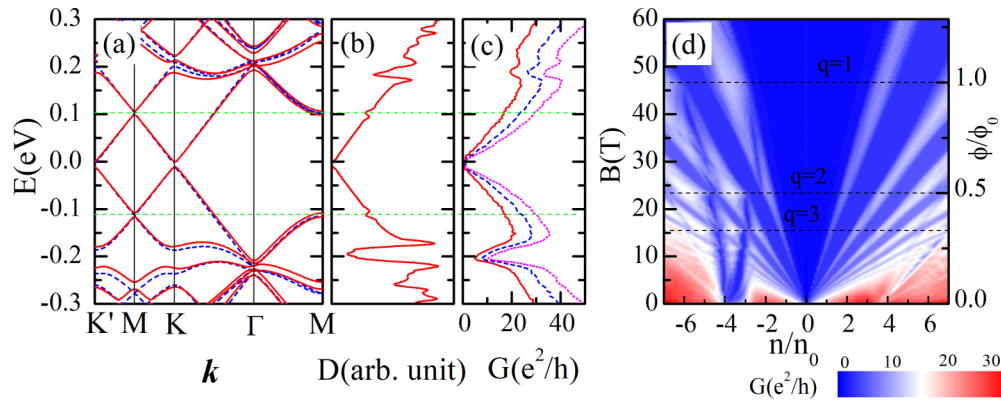 (a) (b) (c) (d)
E(eV)
0.3
0.2
0.1
0.0
-0.1
-0.2
-0.3
K' M K Γ M
k
D(arb. unit)
0 20 40
G(e²/h)
B(T)
60
50
40
30
20
10
0
q=1
q=2
q=3
1.0
0.5
0.0
ϕ/ϕ₀
-6 -4 -2 0 2 4 6
n/n
0
G(e²/h)
0 10 20 30